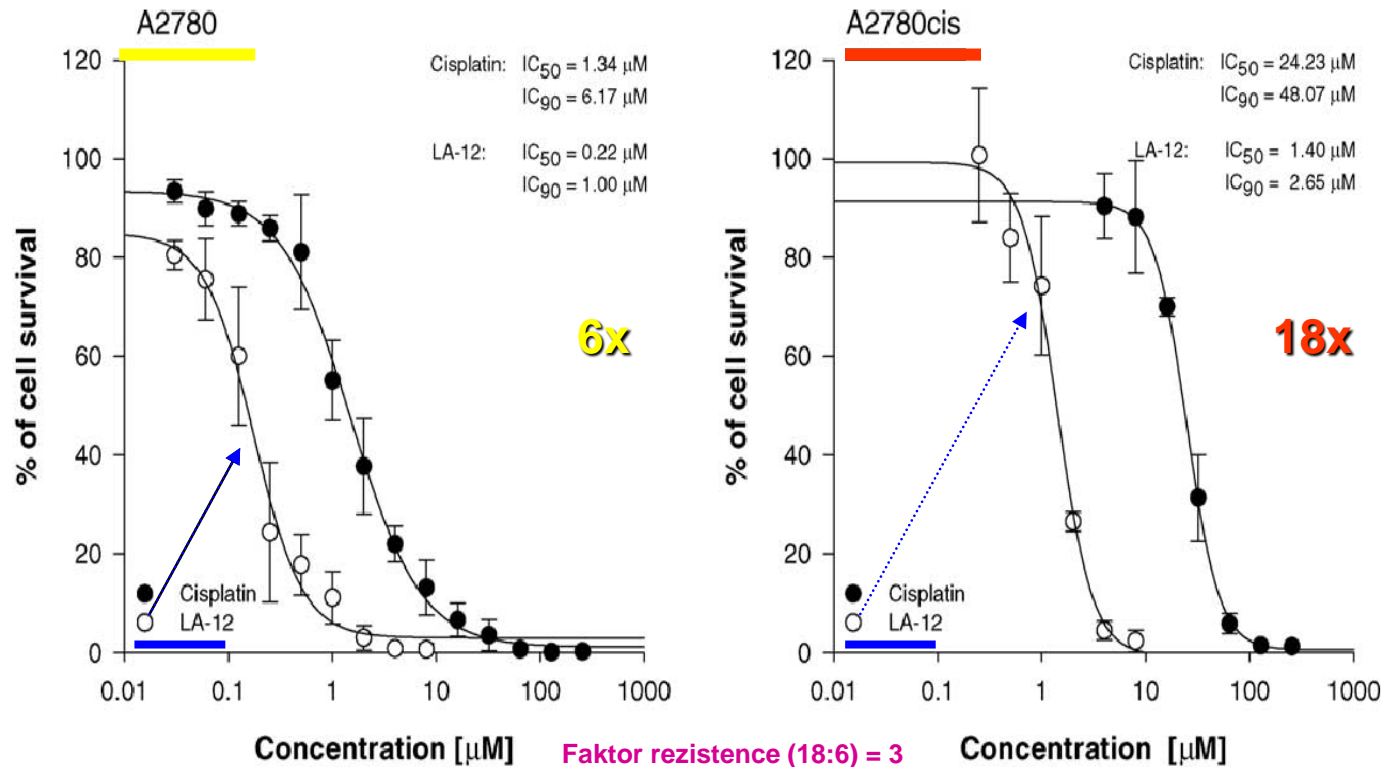 A2780
Cisplatin: IC50 = 1.34 µM
IC90 = 6.17 µM
LA-12: IC50 = 0.22 µM
IC90 = 1.00 µM
6x
% of cell survival
120
100
80
60
40
20
0
Cisplatin
LA-12
0.01 0.1 1 10 100 1000
Concentration [µM]
A2780cis
Cisplatin: IC50 = 24.23 µM
IC90 = 48.07 µM
LA-12: IC50 = 1.40 µM
IC90 = 2.65 µM
18x
% of cell survival
120
100
80
60
40
20
0
Cisplatin
LA-12
0.01 0.1 1 10 100 1000
Concentration [µM]
Faktor rezistence (18:6) = 3